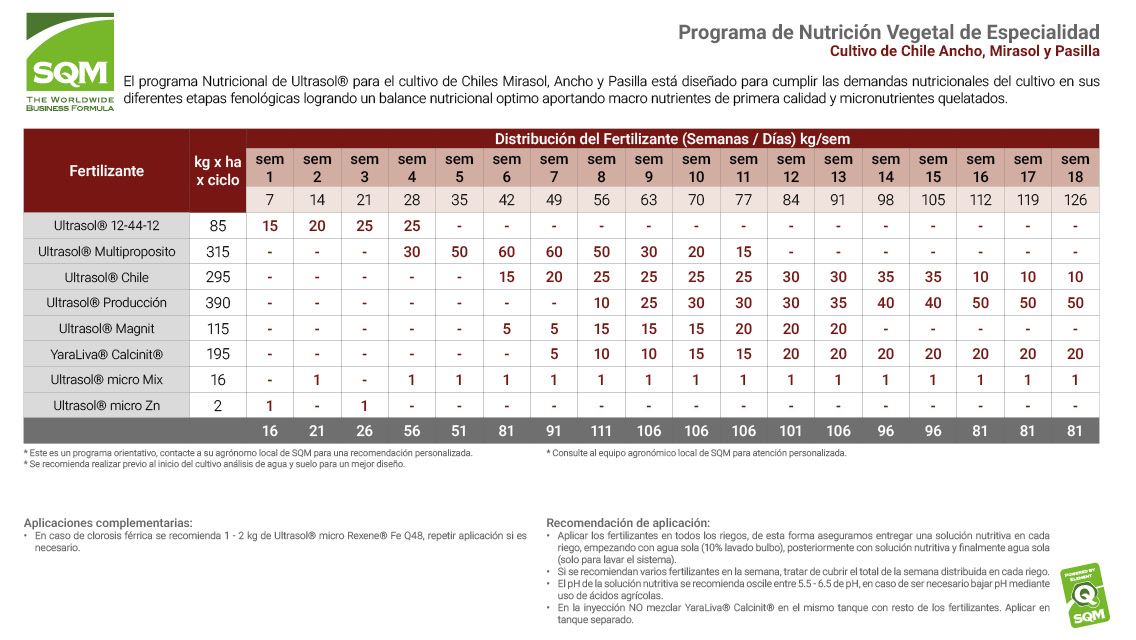 SQM
THE WORLDWIDE
BUSINESS FORMULA
Programa de Nutrición Vegetal de Especialidad
Cultivo de Chile Ancho, Mirasol y Pasilla
El programa Nutricional de Ultrasol® para el cultivo de Chiles Mirasol, Ancho y Pasilla está diseñado para cumplir las demandas nutricionales del cultivo en sus
diferentes etapas fenológicas logrando un balance nutricional optimo aportando macro nutrientes de primera calidad y micronutrientes quelatados.
Fertilizante kg x ha x ciclo Distribución del Fertilizante (Semanas / Días) kg/sem
sem 1 sem 2 sem 3 sem 4 sem 5 sem 6 sem 7 sem 8 sem 9 sem 10 sem 11 sem 12 sem 13 sem 14 sem 15 sem 16 sem 17 sem 18
7 14 21 28 35 42 49 56 63 70 77 84 91 98 105 112 119 126
Ultrasol® 12-44-12 85 15 20 25 25 - - - - - - - - - - - - - -
Ultrasol® Multiproposito 315 - - - 30 50 60 60 50 30 20 15 - - - - - - -
Ultrasol® Chile 295 - - - - - 15 20 25 25 25 25 30 30 35 35 10 10 10
Ultrasol® Producción 390 - - - - - - - 10 25 30 30 30 35 40 40 50 50 50
Ultrasol® Magnit 115 - - - - - 5 5 15 15 15 20 20 20 - - - - -
YaraLiva® Calcinit® 195 - - - - - - 5 10 10 15 15 20 20 20 20 20 20 20
Ultrasol® micro Mix 16 - 1 - 1 1 1 1 1 1 1 1 1 1 1 1 1 1 1
Ultrasol® micro Zn 2 1 - 1 - - - - - - - - - - - - - - -
16 21 26 56 51 81 91 111 106 106 106 101 106 96 96 81 81 81
* Este es un programa orientativo, contacte a su agrónomo local de SQM para una recomendación personalizada.
* Se recomienda realizar previo al inicio del cultivo análisis de agua y suelo para un mejor diseño.
* Consulte al equipo agronómico local de SQM para atención personalizada.
Aplicaciones complementarias:
• En caso de clorosis férrica se recomienda 1 - 2 kg de Ultrasol® micro Rexene® Fe Q48, repetir aplicación si es
necesario.
Recomendación de aplicación:
• Aplicar los fertilizantes en todos los riegos, de esta forma aseguramos entregar una solución nutritiva en cada
riego, empezando con agua sola (10% lavado bulbo), posteriormente con solución nutritiva y finalmente agua sola
(solo para lavar el sistema).
• Si se recomiendan varios fertilizantes en la semana, tratar de cubrir el total de la semana distribuida en cada riego.
• El pH de la solución nutritiva se recomienda oscile entre 5.5 - 6.5 de pH, en caso de ser necesario bajar pH mediante
uso de ácidos agrícolas.
• En la inyección NO mezclar YaraLiva® Calcinit® en el mismo tanque con resto de los fertilizantes. Aplicar en
tanque separado.
POWERED BY
ELEMENT
Q
SQM